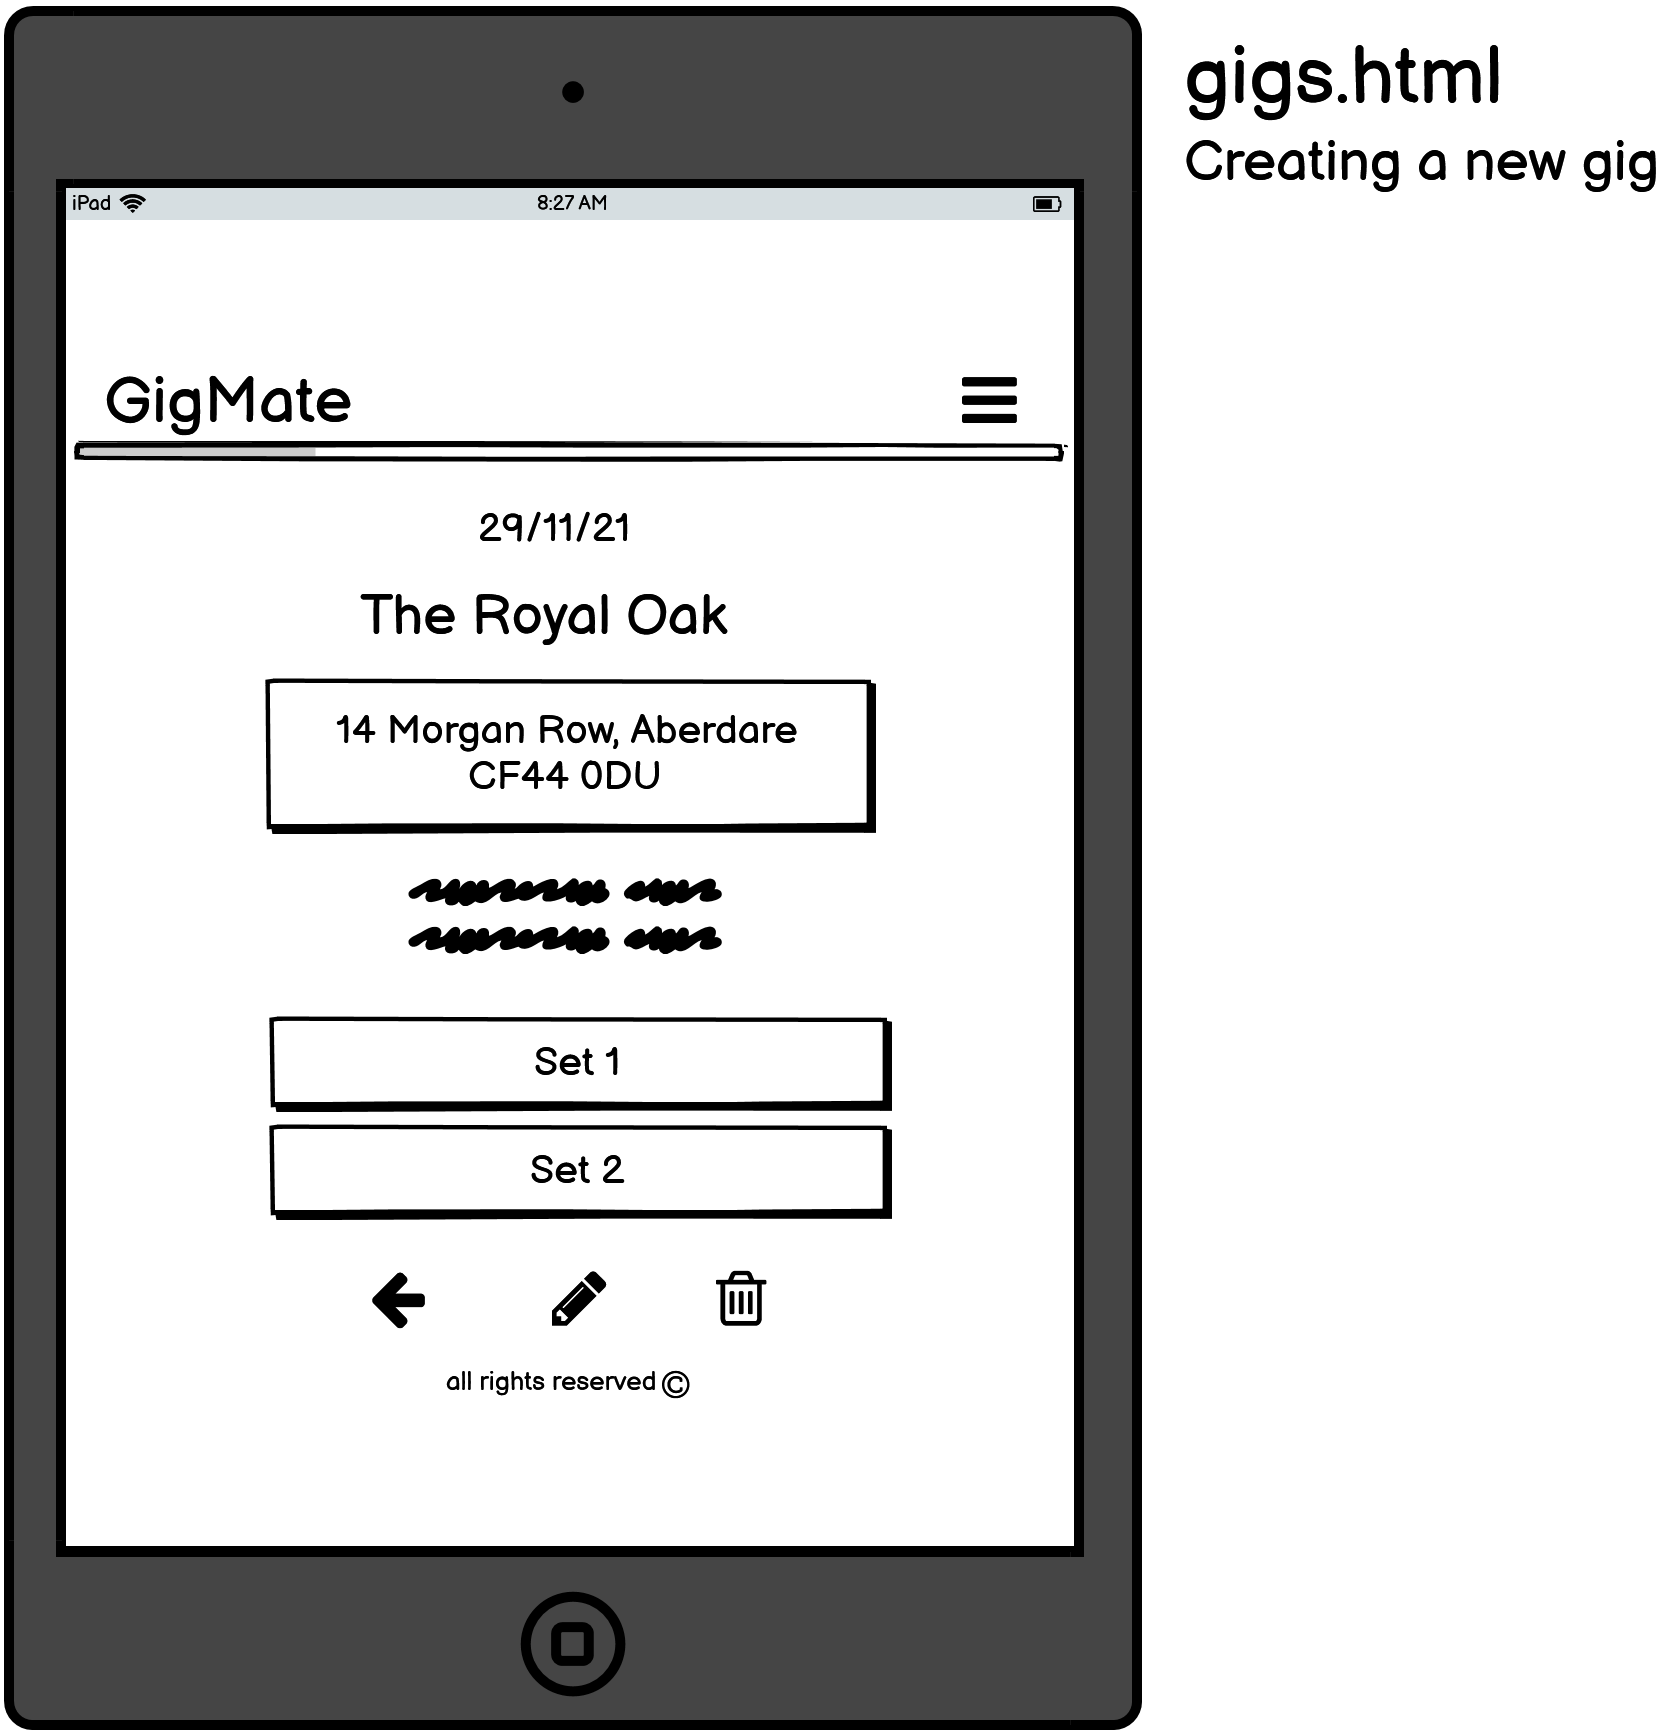 gigs.html
Creating a new gig
iPad 8:27 AM
GigMate
29/11/21
The Royal Oak
14 Morgan Row, Aberdare
CF44 0DU
Set 1
Set 2
all rights reserved ©